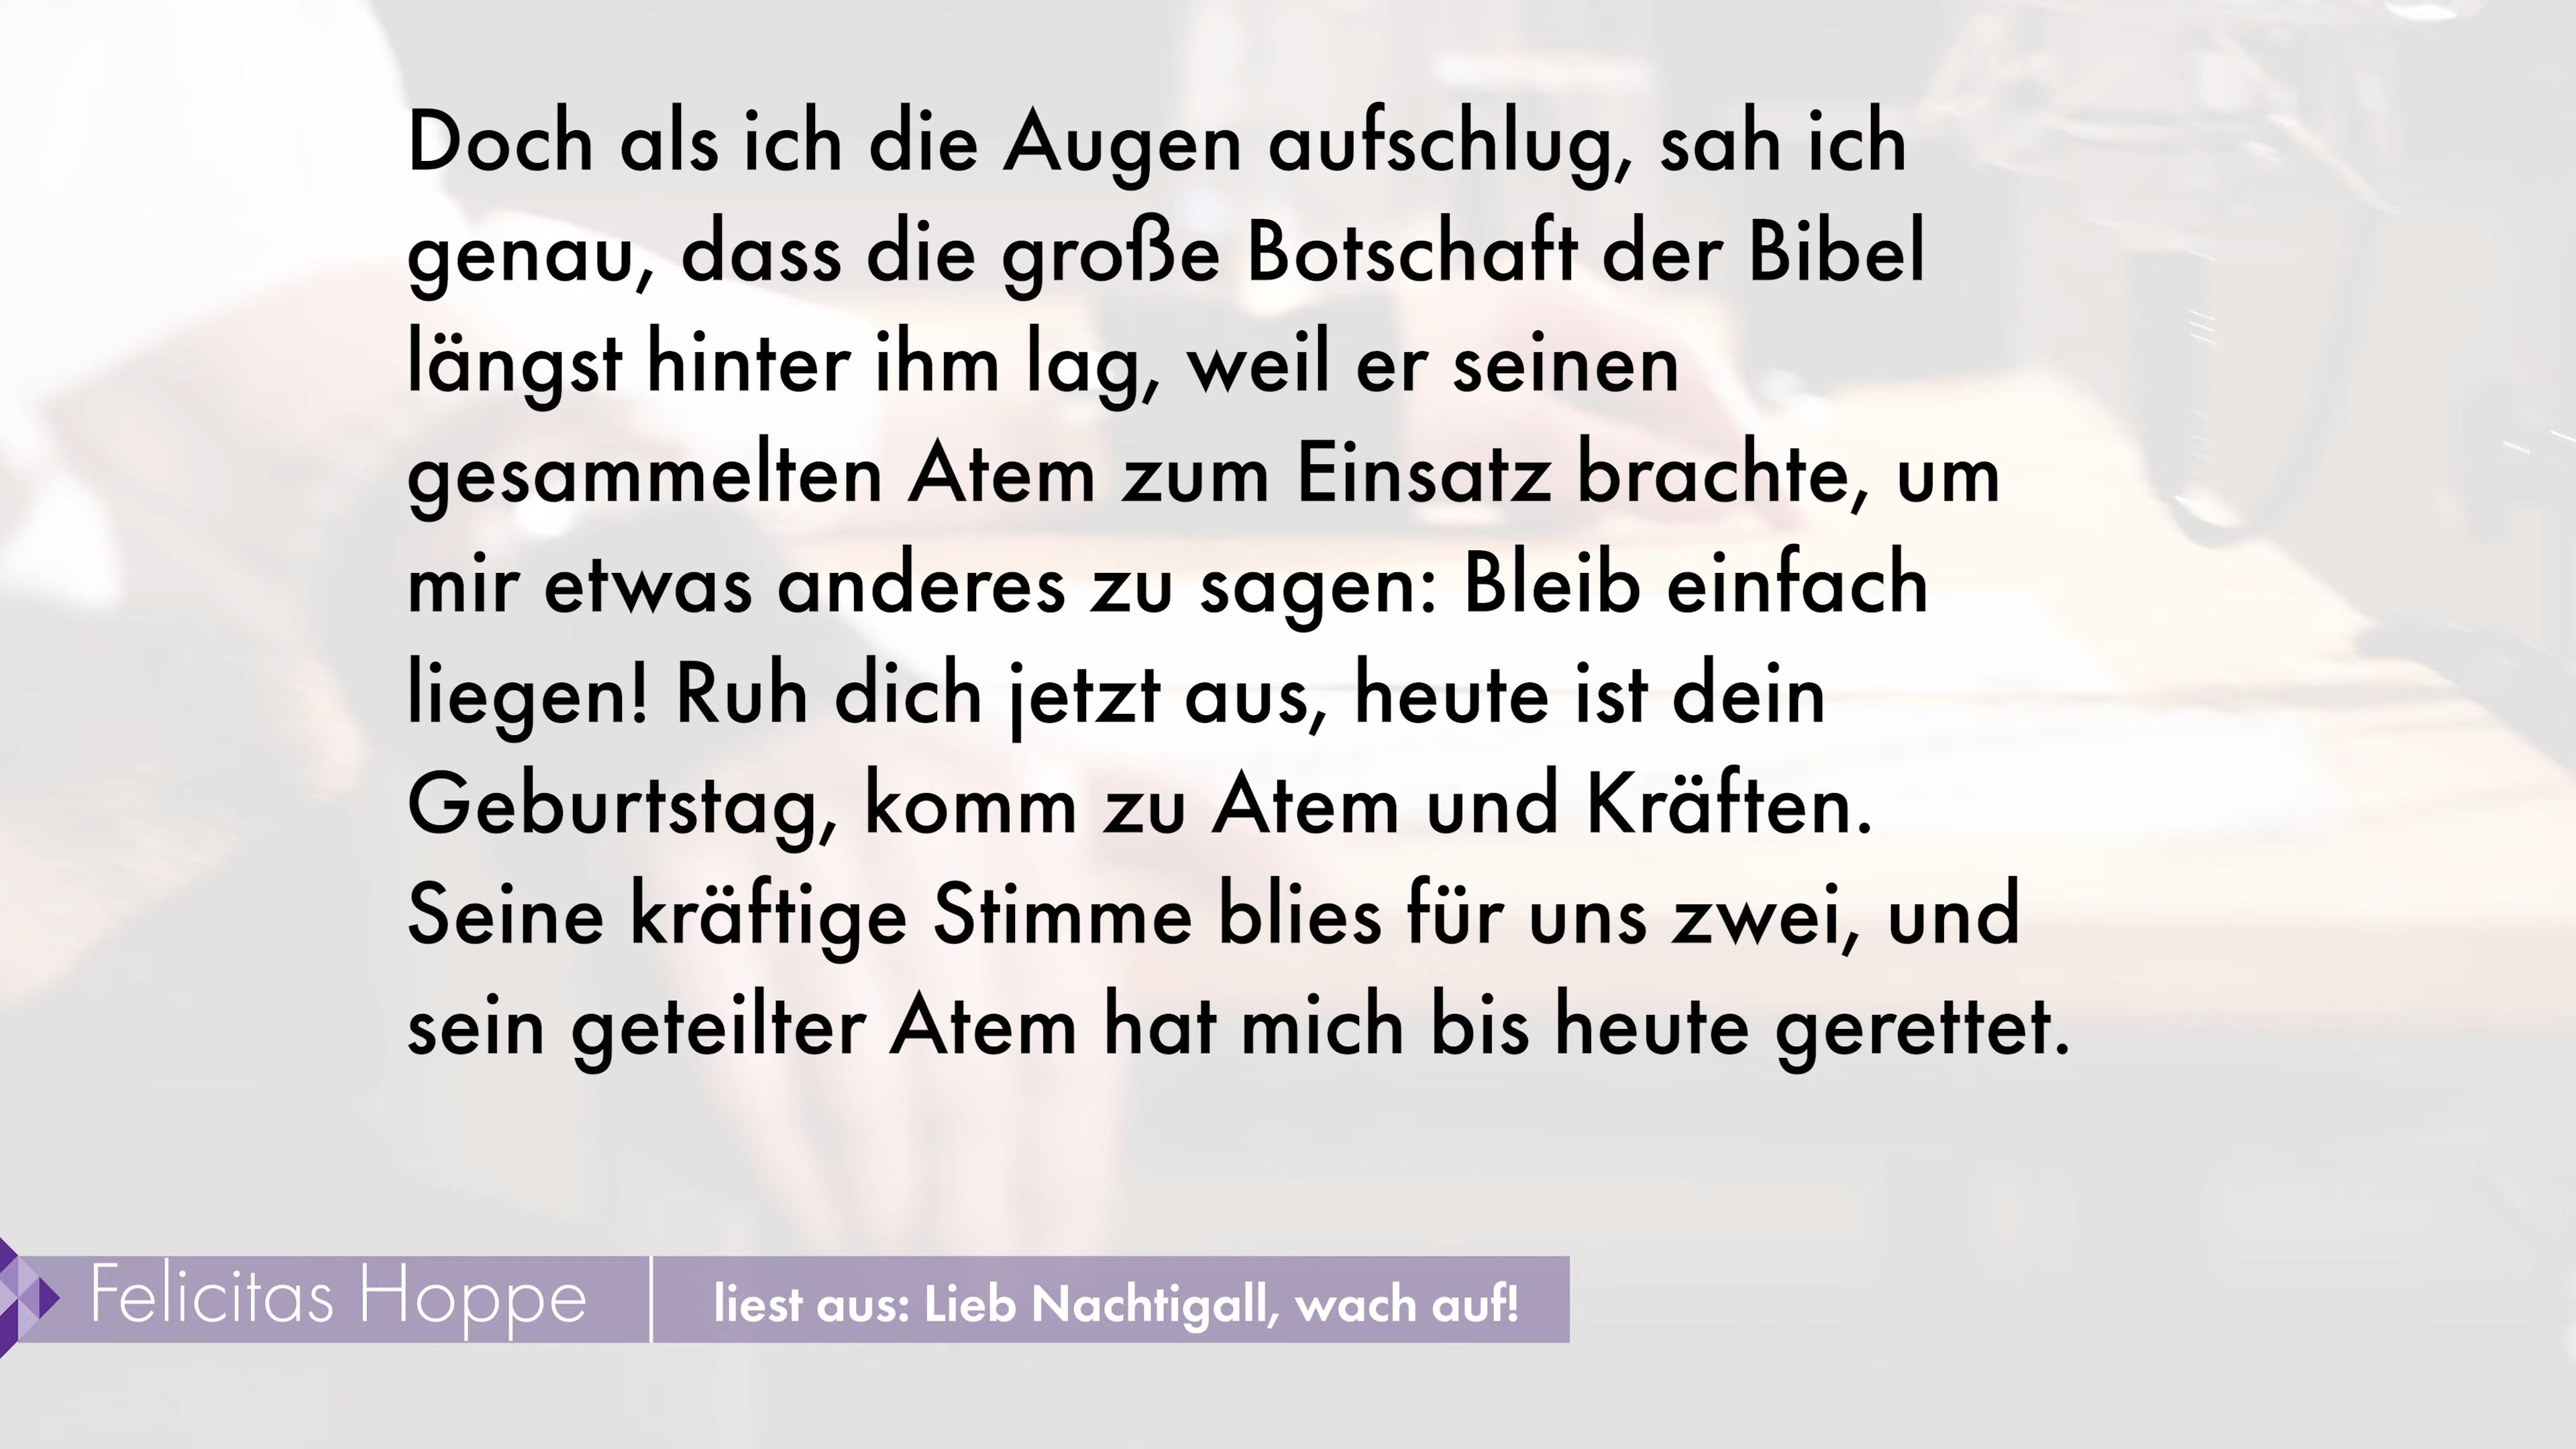 Doch als ich die Augen aufschlug, sah ich
genau, dass die große Botschaft der Bibel
längst hinter ihm lag, weil er seinen
gesammelten Atem zum Einsatz brachte, um
mir etwas anderes zu sagen: Bleib einfach
liegen! Ruh dich jetzt aus, heute ist dein
Geburtstag, komm zu Atem und Kräften.
Seine kräftige Stimme blies für uns zwei, und
sein geteilter Atem hat mich bis heute gerettet.
Felicitas Hoppe
liest aus: Lieb Nachtigall, wach auf!